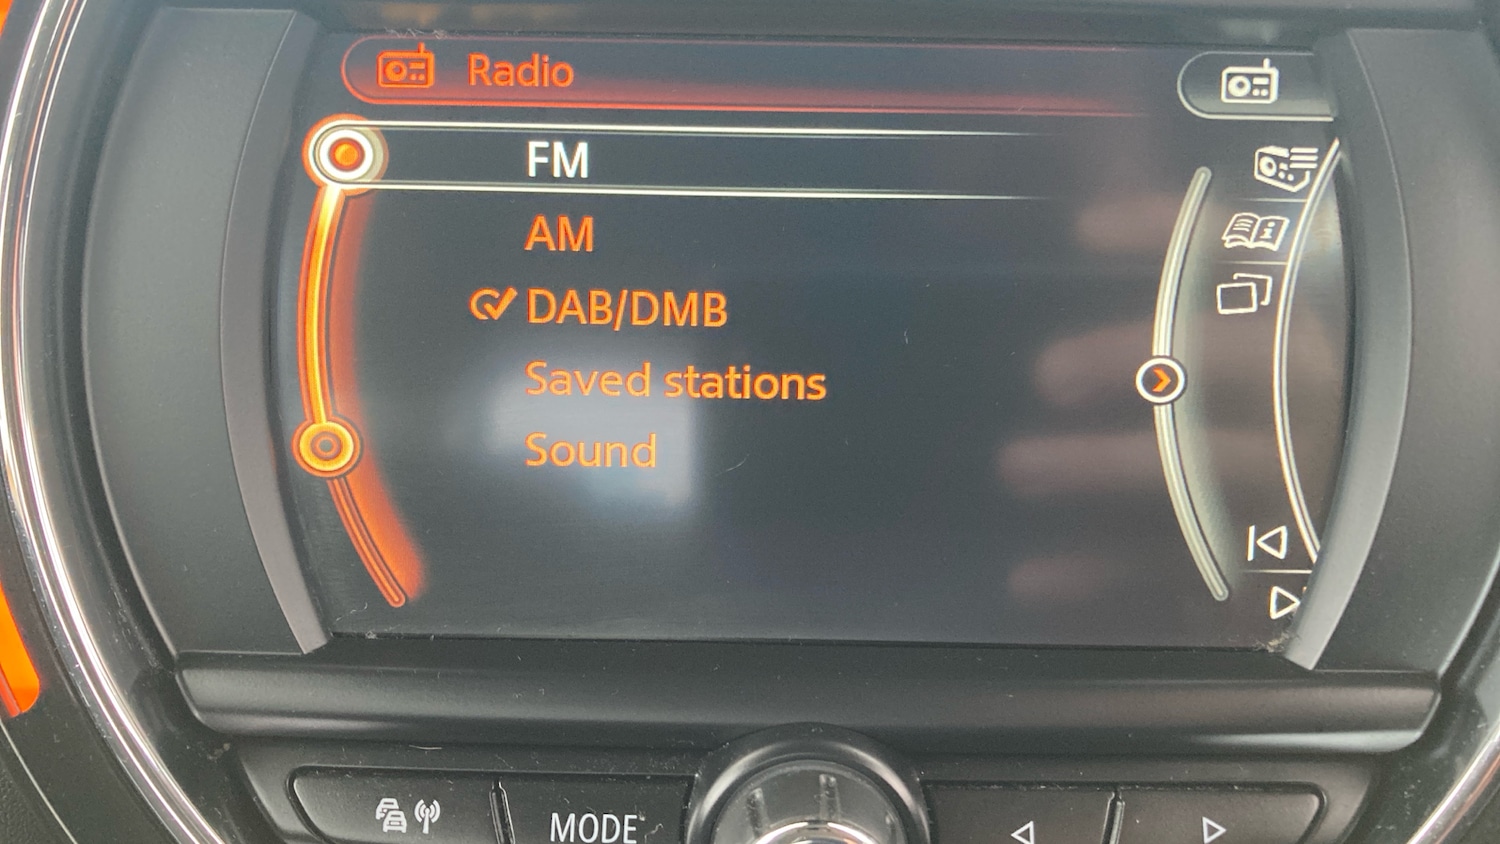 Radio
FM
AM
DAB/DMB
Saved stations
Sound
MODE